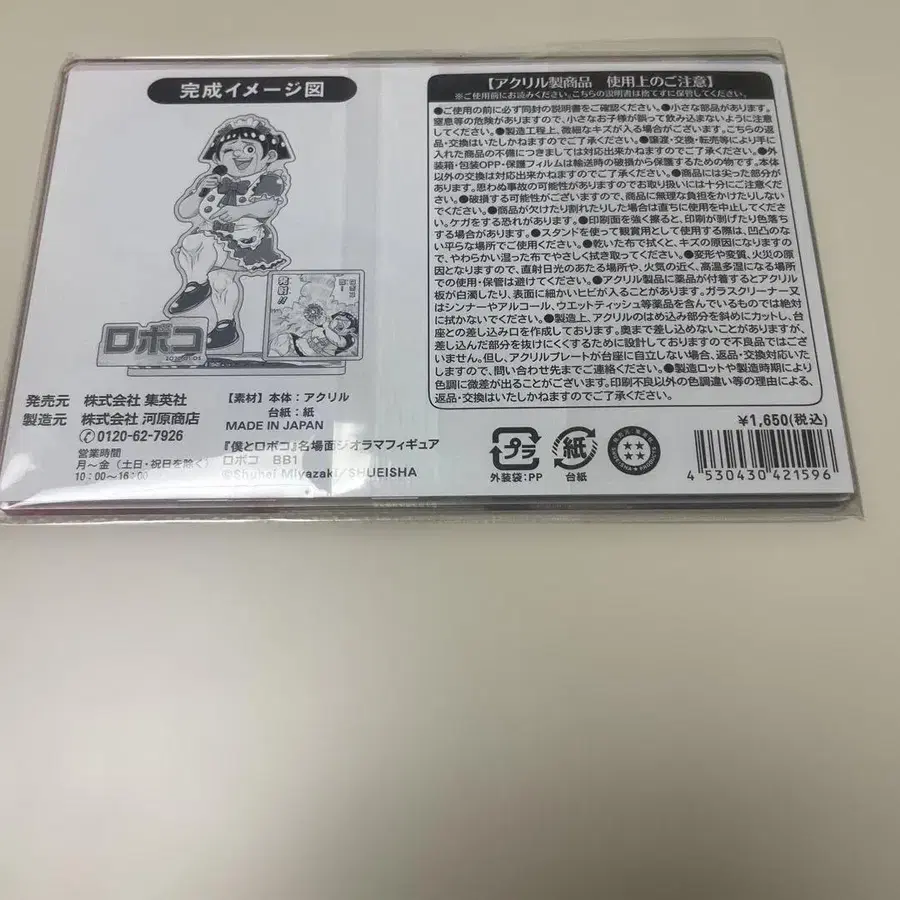 完成イメージ図
発射!!
ロボコ
発売元 株式会社 集英社
製造元 株式会社 河原商店
0120-62-7926
営業時間
月～金（土日・祝日を除く）
10：00～16：00
【素材】本体：アクリル
台紙：紙
MADE IN JAPAN
『僕とロボコ』名場面ジオラマフィギュア
ロボコ BB1
©Shuhei Miyazaki/SHUEISHA
【アクリル製商品 使用上のご注意】
※ご使用前にお読みください。こちらの説明書は捨てずに保管してください。
●ご使用の前に必ず同封の説明書をご確認ください。●小さな部品があります。
窒息等の危険がありますので、小さなお子様が誤って飲み込まないように注意
してください。●製造工程上、微細なキズが入る場合がございます。こちらの返
品・交換はいたしかねますのでご了承ください。●譲渡・交換・転売等により手に
入れた商品の不備につきましては対応出来かねますのでご了承ください。●外
装箱・包装OPP・保護フィルムは輸送時の破損から保護するための物です。本体
以外の交換は対応出来かねますのでご了承ください。●商品には尖った部分が
あります。思わぬ事故の可能性がありますのでお取り扱いには十分にご注意くださ
い。●破損する可能性がございますので、商品に無理な負担をかけたりしない
でください。●商品が欠けたり割れたりした場合は直ちに使用を中止してください。
ケガをする恐れがあります。●印刷面を強く擦ると、印刷が剥げたり色落ち
する場合があります。●スタンドを使って観賞用として使用する際は、凹凸のな
い平らな場所でご使用ください。●乾いた布で拭くと、キズの原因になりますの
で、やわらかい湿った布でやさしく拭き取ってください。●変形や変質、火災の原
因となりますので、直射日光のあたる場所や、火気の近く、高温多湿になる場所
での使用・保管は避けてください。●アクリル製品に薬品が付着するとアクリル
板が白濁したり、表面に細かいヒビが入ることがあります。ガラスクリーナー又
はシンナーやアルコール、ウエットティッシュ等薬品を含んでいるものでは絶対
に拭かないでください。●製造上、アクリルのはめ込み部分を斜めにカットし、台
座との差し込み口を作成しております。奥まで差し込めないことがありますが、
差し込んだ部分を抜けにくくするために設計しておりますので不良品ではござ
いません。但し、アクリルプレートが台座に自立しない場合、返品・交換対応いた
しますので、問い合わせ先までご連絡ください。●製造ロットや製造時期により
色調に微差が出ることがございます。印刷不良以外の色調違い等の理由による、
返品・交換はいたしかねますのでご了承ください。
¥1,650(税込)
プラ
外装袋：PP
紙
台紙
4 530430 421596